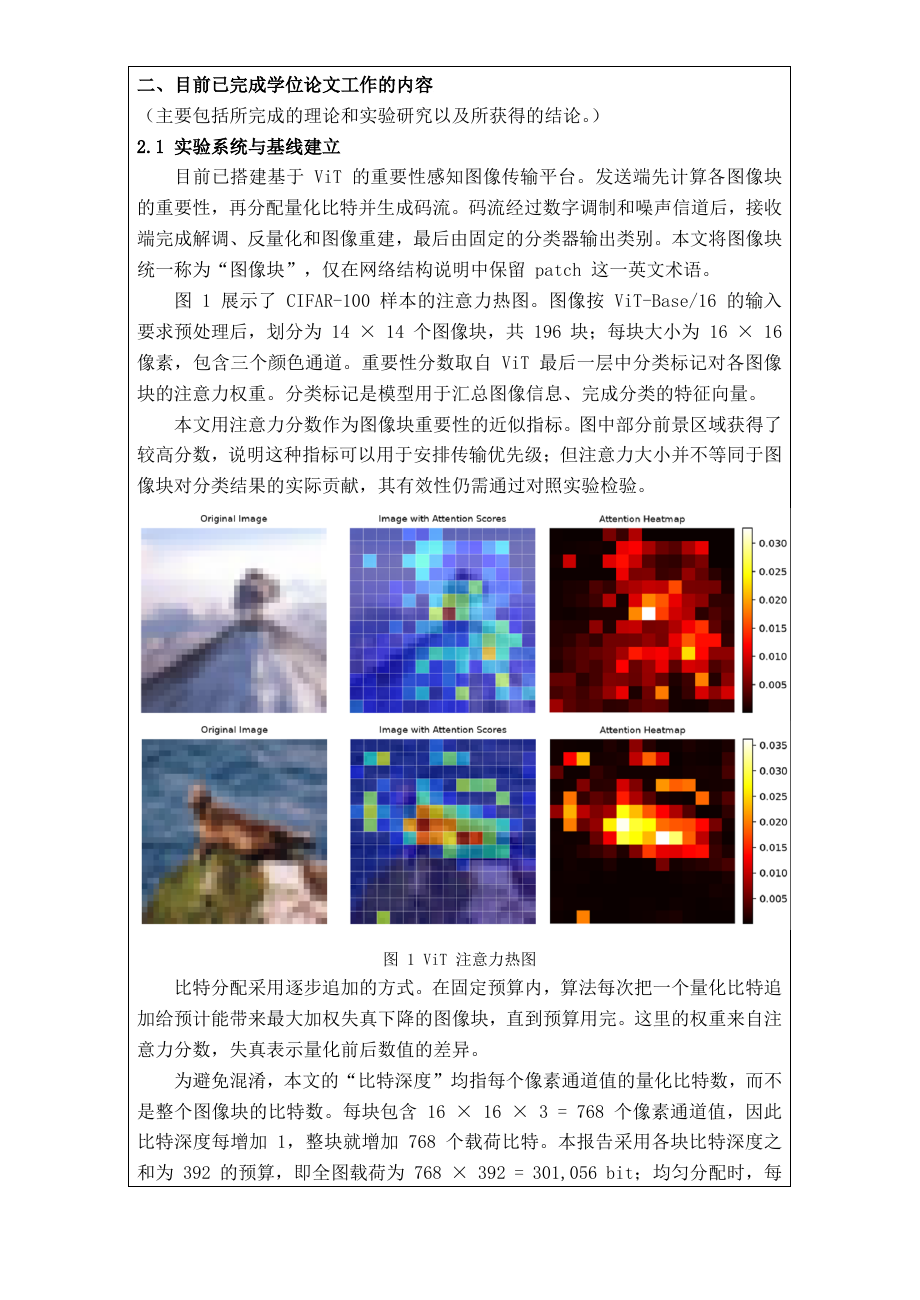 二、目前已完成学位论文工作的内容
（主要包括所完成的理论和实验研究以及所获得的结论。）
2.1 实验系统与基线建立
目前已搭建基于 ViT 的重要性感知图像传输平台。发送端先计算各图像块
的重要性，再分配量化比特并生成码流。码流经过数字调制和噪声信道后，接收
端完成解调、反量化和图像重建，最后由固定的分类器输出类别。本文将图像块
统一称为“图像块”，仅在网络结构说明中保留 patch 这一英文术语。
图 1 展示了 CIFAR-100 样本的注意力热图。图像按 ViT-Base/16 的输入
要求预处理后，划分为 14 × 14 个图像块，共 196 块；每块大小为 16 × 16
像素，包含三个颜色通道。重要性分数取自 ViT 最后一层中分类标记对各图像
块的注意力权重。分类标记是模型用于汇总图像信息、完成分类的特征向量。
本文用注意力分数作为图像块重要性的近似指标。图中部分前景区域获得了
较高分数，说明这种指标可以用于安排传输优先级；但注意力大小并不等同于图
像块对分类结果的实际贡献，其有效性仍需通过对照实验检验。
Original Image
Image with Attention Scores
Attention Heatmap
0.030
0.025
0.020
0.015
0.010
0.005
Original Image
Image with Attention Scores
Attention Heatmap
0.035
0.030
0.025
0.020
0.015
0.010
0.005
图 1 ViT 注意力热图
比特分配采用逐步追加的方式。在固定预算内，算法每次把一个量化比特追
加给预计能带来最大加权失真下降的图像块，直到预算用完。这里的权重来自注
意力分数，失真表示量化前后数值的差异。
为避免混淆，本文的“比特深度”均指每个像素通道值的量化比特数，而不
是整个图像块的比特数。每块包含 16 × 16 × 3 = 768 个像素通道值，因此
比特深度每增加 1，整块就增加 768 个载荷比特。本报告采用各块比特深度之
和为 392 的预算，即全图载荷为 768 × 392 = 301,056 bit；均匀分配时，每